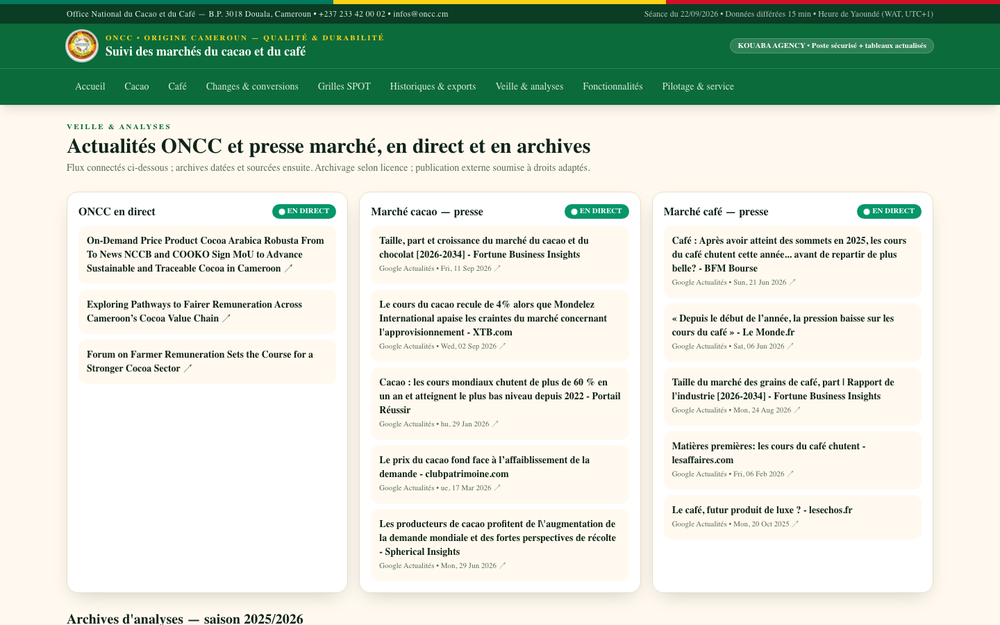 Office National du Cacao et du Café — B.P. 3018 Douala, Cameroun • +237 233 42 00 02 • infos@oncc.cm
Séance du 22/09/2026 • Données différées 15 min • Heure de Yaoundé (WAT, UTC+1)
ONCC • ORIGINE CAMEROUN — QUALITÉ & DURABILITÉ
Suivi des marchés du cacao et du café
KOUABA AGENCY • Poste sécurisé + tableaux actualisés
Accueil Cacao Café Changes & conversions Grilles SPOT Historiques & exports Veille & analyses Fonctionnalités Pilotage & service
VEILLE & ANALYSES
Actualités ONCC et presse marché, en direct et en archives
Flux connectés ci-dessous ; archives datées et sourcées ensuite. Archivage selon licence ; publication externe soumise à droits adaptés.
ONCC en direct
EN DIRECT
On-Demand Price Product Cocoa Arabica Robusta From
To News NCCB and COOKO Sign MoU to Advance
Sustainable and Traceable Cocoa in Cameroon ↗
Exploring Pathways to Fairer Remuneration Across
Cameroon’s Cocoa Value Chain ↗
Forum on Farmer Remuneration Sets the Course for a
Stronger Cocoa Sector ↗
Marché cacao — presse
EN DIRECT
Taille, part et croissance du marché du cacao et du
chocolat [2026-2034] - Fortune Business Insights
Google Actualités • Fri, 11 Sep 2026 ↗
Le cours du cacao recule de 4% alors que Mondelez
International apaise les craintes du marché concernant
l'approvisionnement - XTB.com
Google Actualités • Wed, 02 Sep 2026 ↗
Cacao : les cours mondiaux chutent de plus de 60 % en
un an et atteignent le plus bas niveau depuis 2022 - Portail
Réussir
Google Actualités • hu, 29 Jan 2026 ↗
Le prix du cacao fond face à l’affaiblissement de la
demande - clubpatrimoine.com
Google Actualités • ue, 17 Mar 2026 ↗
Les producteurs de cacao profitent de l\'augmentation de
la demande mondiale et des fortes perspectives de récolte
- Spherical Insights
Google Actualités • Mon, 29 Jun 2026 ↗
Marché café — presse
EN DIRECT
Café : Après avoir atteint des sommets en 2025, les cours
du café chutent cette année... avant de repartir de plus
belle? - BFM Bourse
Google Actualités • Sun, 21 Jun 2026 ↗
« Depuis le début de l’année, la pression baisse sur les
cours du café » - Le Monde.fr
Google Actualités • Sat, 06 Jun 2026 ↗
Taille du marché des grains de café, part | Rapport de
l'industrie [2026-2034] - Fortune Business Insights
Google Actualités • Mon, 24 Aug 2026 ↗
Matières premières: les cours du café chutent -
lesaffaires.com
Google Actualités • Fri, 06 Feb 2026 ↗
Le café, futur produit de luxe ? - lesechos.fr
Google Actualités • Mon, 20 Oct 2025 ↗
Archives d'analyses — saison 2025/2026